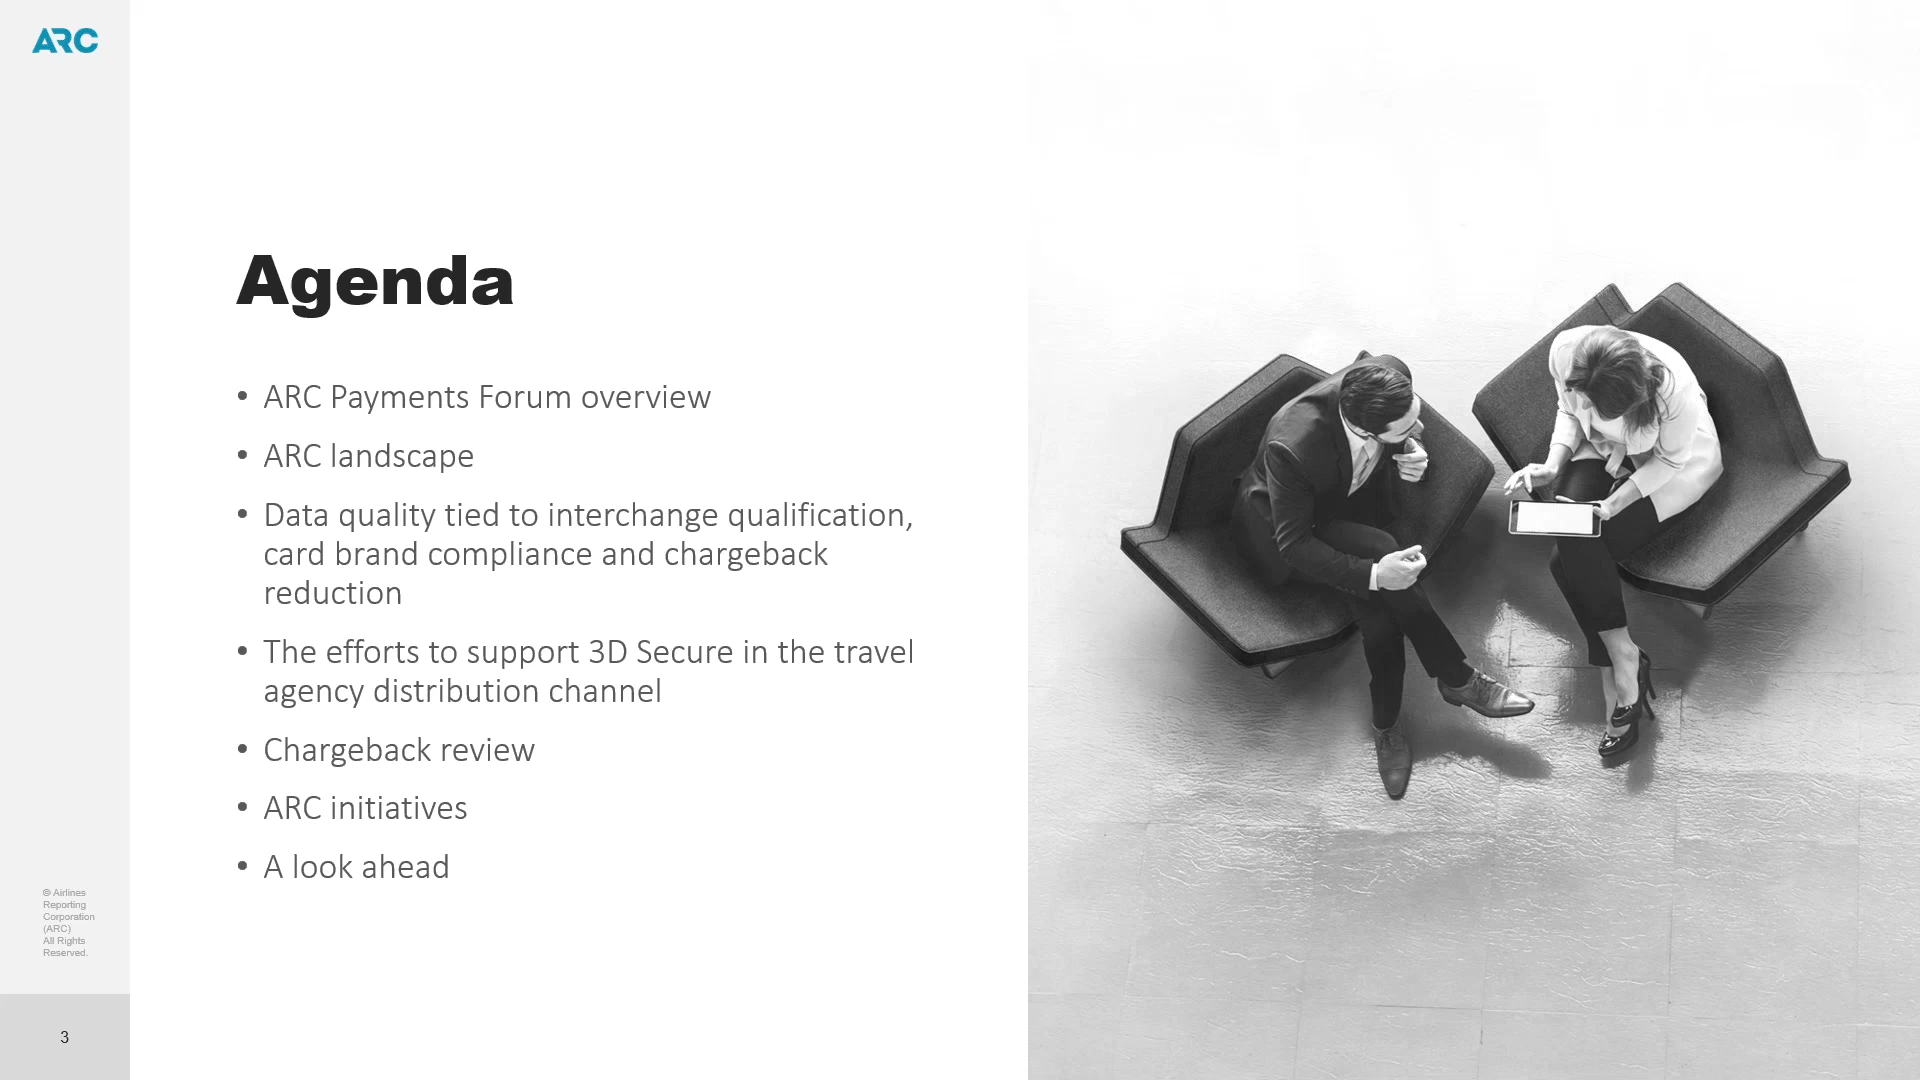 ARC
Agenda
• ARC Payments Forum overview
• ARC landscape
• Data quality tied to interchange qualification,
card brand compliance and chargeback
reduction
• The efforts to support 3D Secure in the travel
agency distribution channel
• Chargeback review
• ARC initiatives
• A look ahead
© Airlines
Reporting
Corporation
(ARC)
All Rights
Reserved.
3